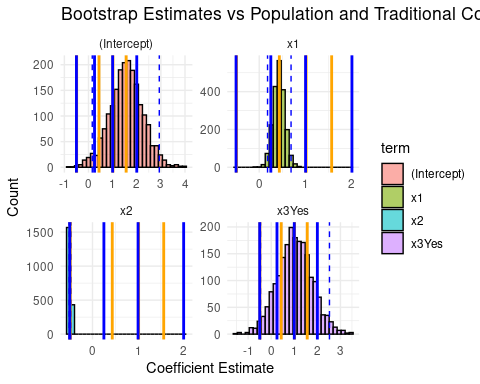 Bootstrap Estimates vs Population and Traditional Co
(Intercept)
x1
200
150
100
50
0
-1 0 1 2 3 4
400
200
0
0 1 2
x2
x3Yes
1500
1000
500
0
0 1 2
200
150
100
50
0
-1 0 1 2 3
Count
Coefficient Estimate
term
(Intercept)
x1
x2
x3Yes